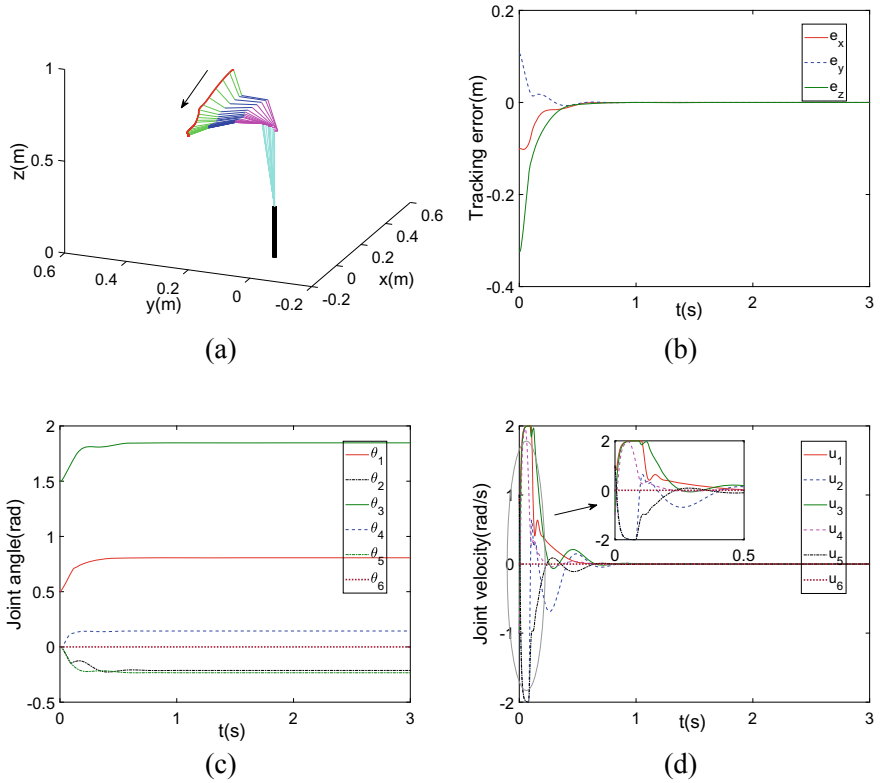 1
0.5
0
z(m)
0.6
0.4
0.2
0
-0.2
y(m)
-0.2
0
0.2
0.4
0.6
x(m)
(a)
0.4
0.2
0
-0.2
-0.4
Tracking error(m)
0
1
2
3
t(s)
e_x
e_y
e_z
(b)
2
1.5
1
0.5
0
-0.5
Joint angle(rad)
0
1
2
3
t(s)
θ_1
θ_2
θ_3
θ_4
θ_5
θ_6
(c)
2
1
0
-1
-2
Joint velocity(rad/s)
0
1
2
3
t(s)
2
0
-2
0
0.5
u_1
u_2
u_3
u_4
u_5
u_6
(d)